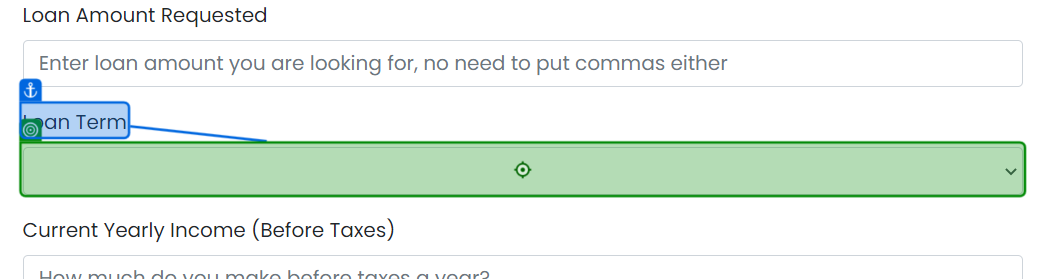 Loan Amount Requested
Enter loan amount you are looking for, no need to put commas either
Loan Term
Current Yearly Income (Before Taxes)
How much do you make before taxes a year?